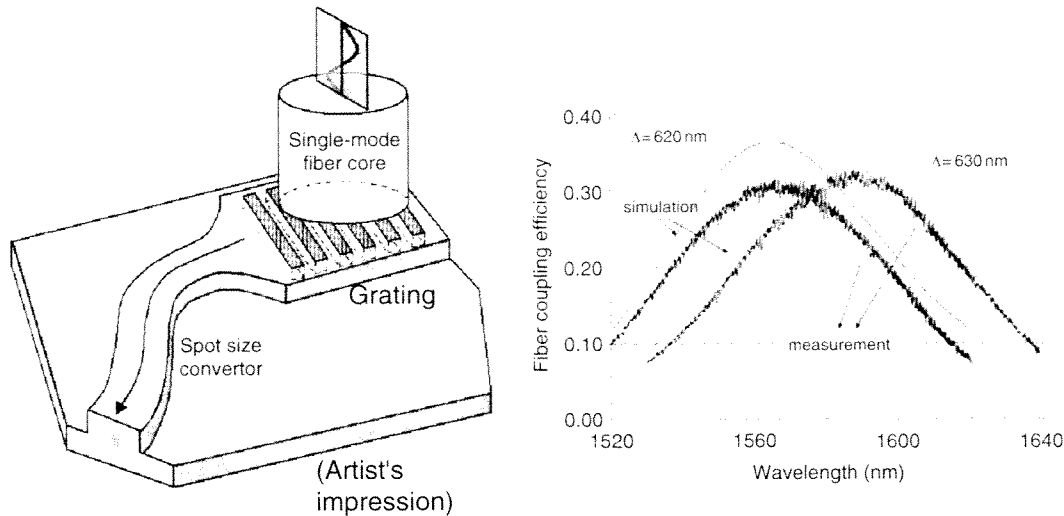 Single-mode
fiber core
Grating
Spot size
convertor
(Artist's
impression)
Fiber coupling efficiency
0.40
0.30
0.20
0.10
0.00
Λ=620 nm
Λ=630 nm
simulation
measurement
1520
1560
1600
1640
Wavelength (nm)